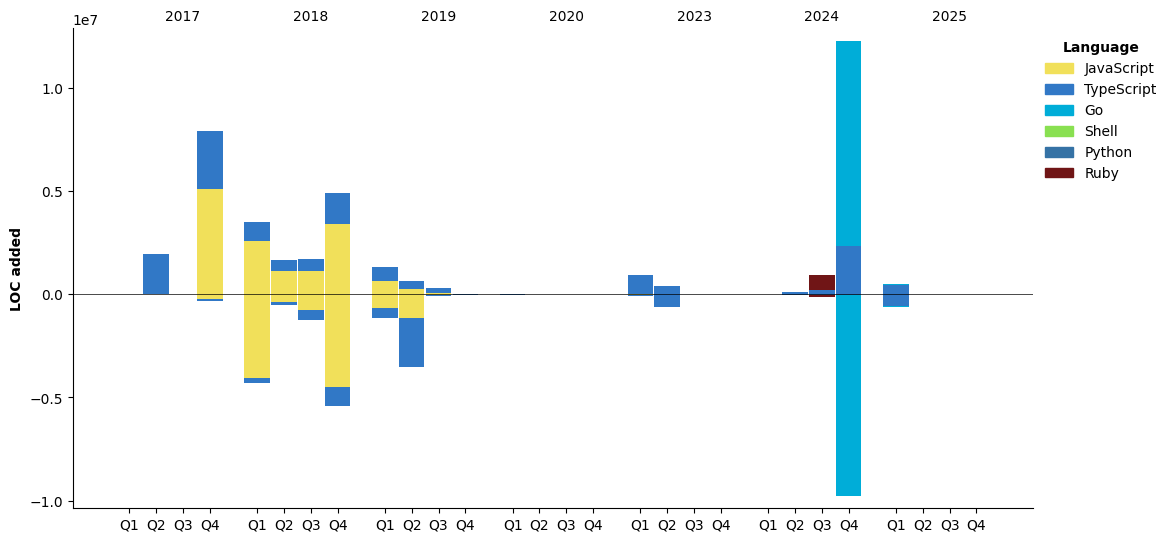 1e7
2017 2018 2019 2020 2023 2024 2025
Language
JavaScript
TypeScript
Go
Shell
Python
Ruby
1.0
0.5
0.0
−0.5
−1.0
LOC added
Q1 Q2 Q3 Q4 Q1 Q2 Q3 Q4 Q1 Q2 Q3 Q4 Q1 Q2 Q3 Q4 Q1 Q2 Q3 Q4 Q1 Q2 Q3 Q4 Q1 Q2 Q3 Q4